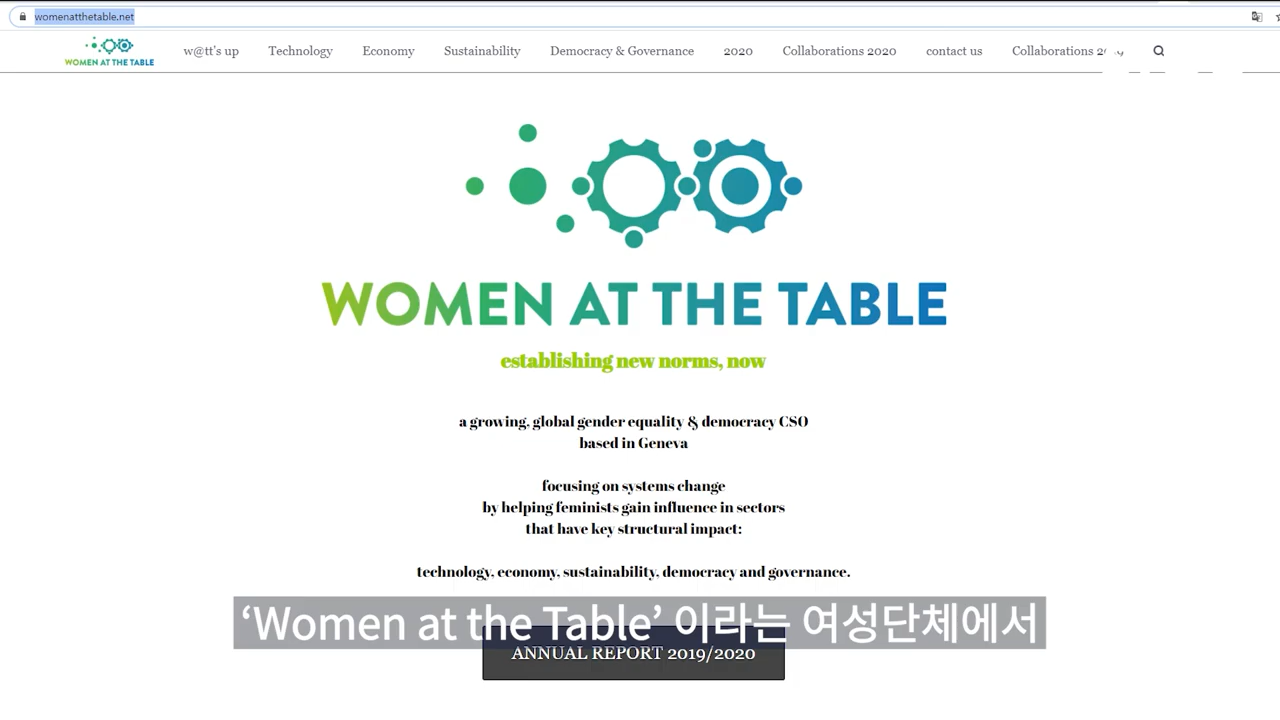 womenatthetable.net
WOMEN AT THE TABLE
w@tt's up Technology Economy Sustainability Democracy & Governance 2020 Collaborations 2020 contact us Collaborations
WOMEN AT THE TABLE
establishing new norms, now
a growing, global gender equality & democracy CSO
based in Geneva
focusing on systems change
by helping feminists gain influence in sectors
that have key structural impact:
technology, economy, sustainability, democracy and governance.
‘Women at the Table’ 이라는 여성단체에서
ANNUAL REPORT 2019/2020